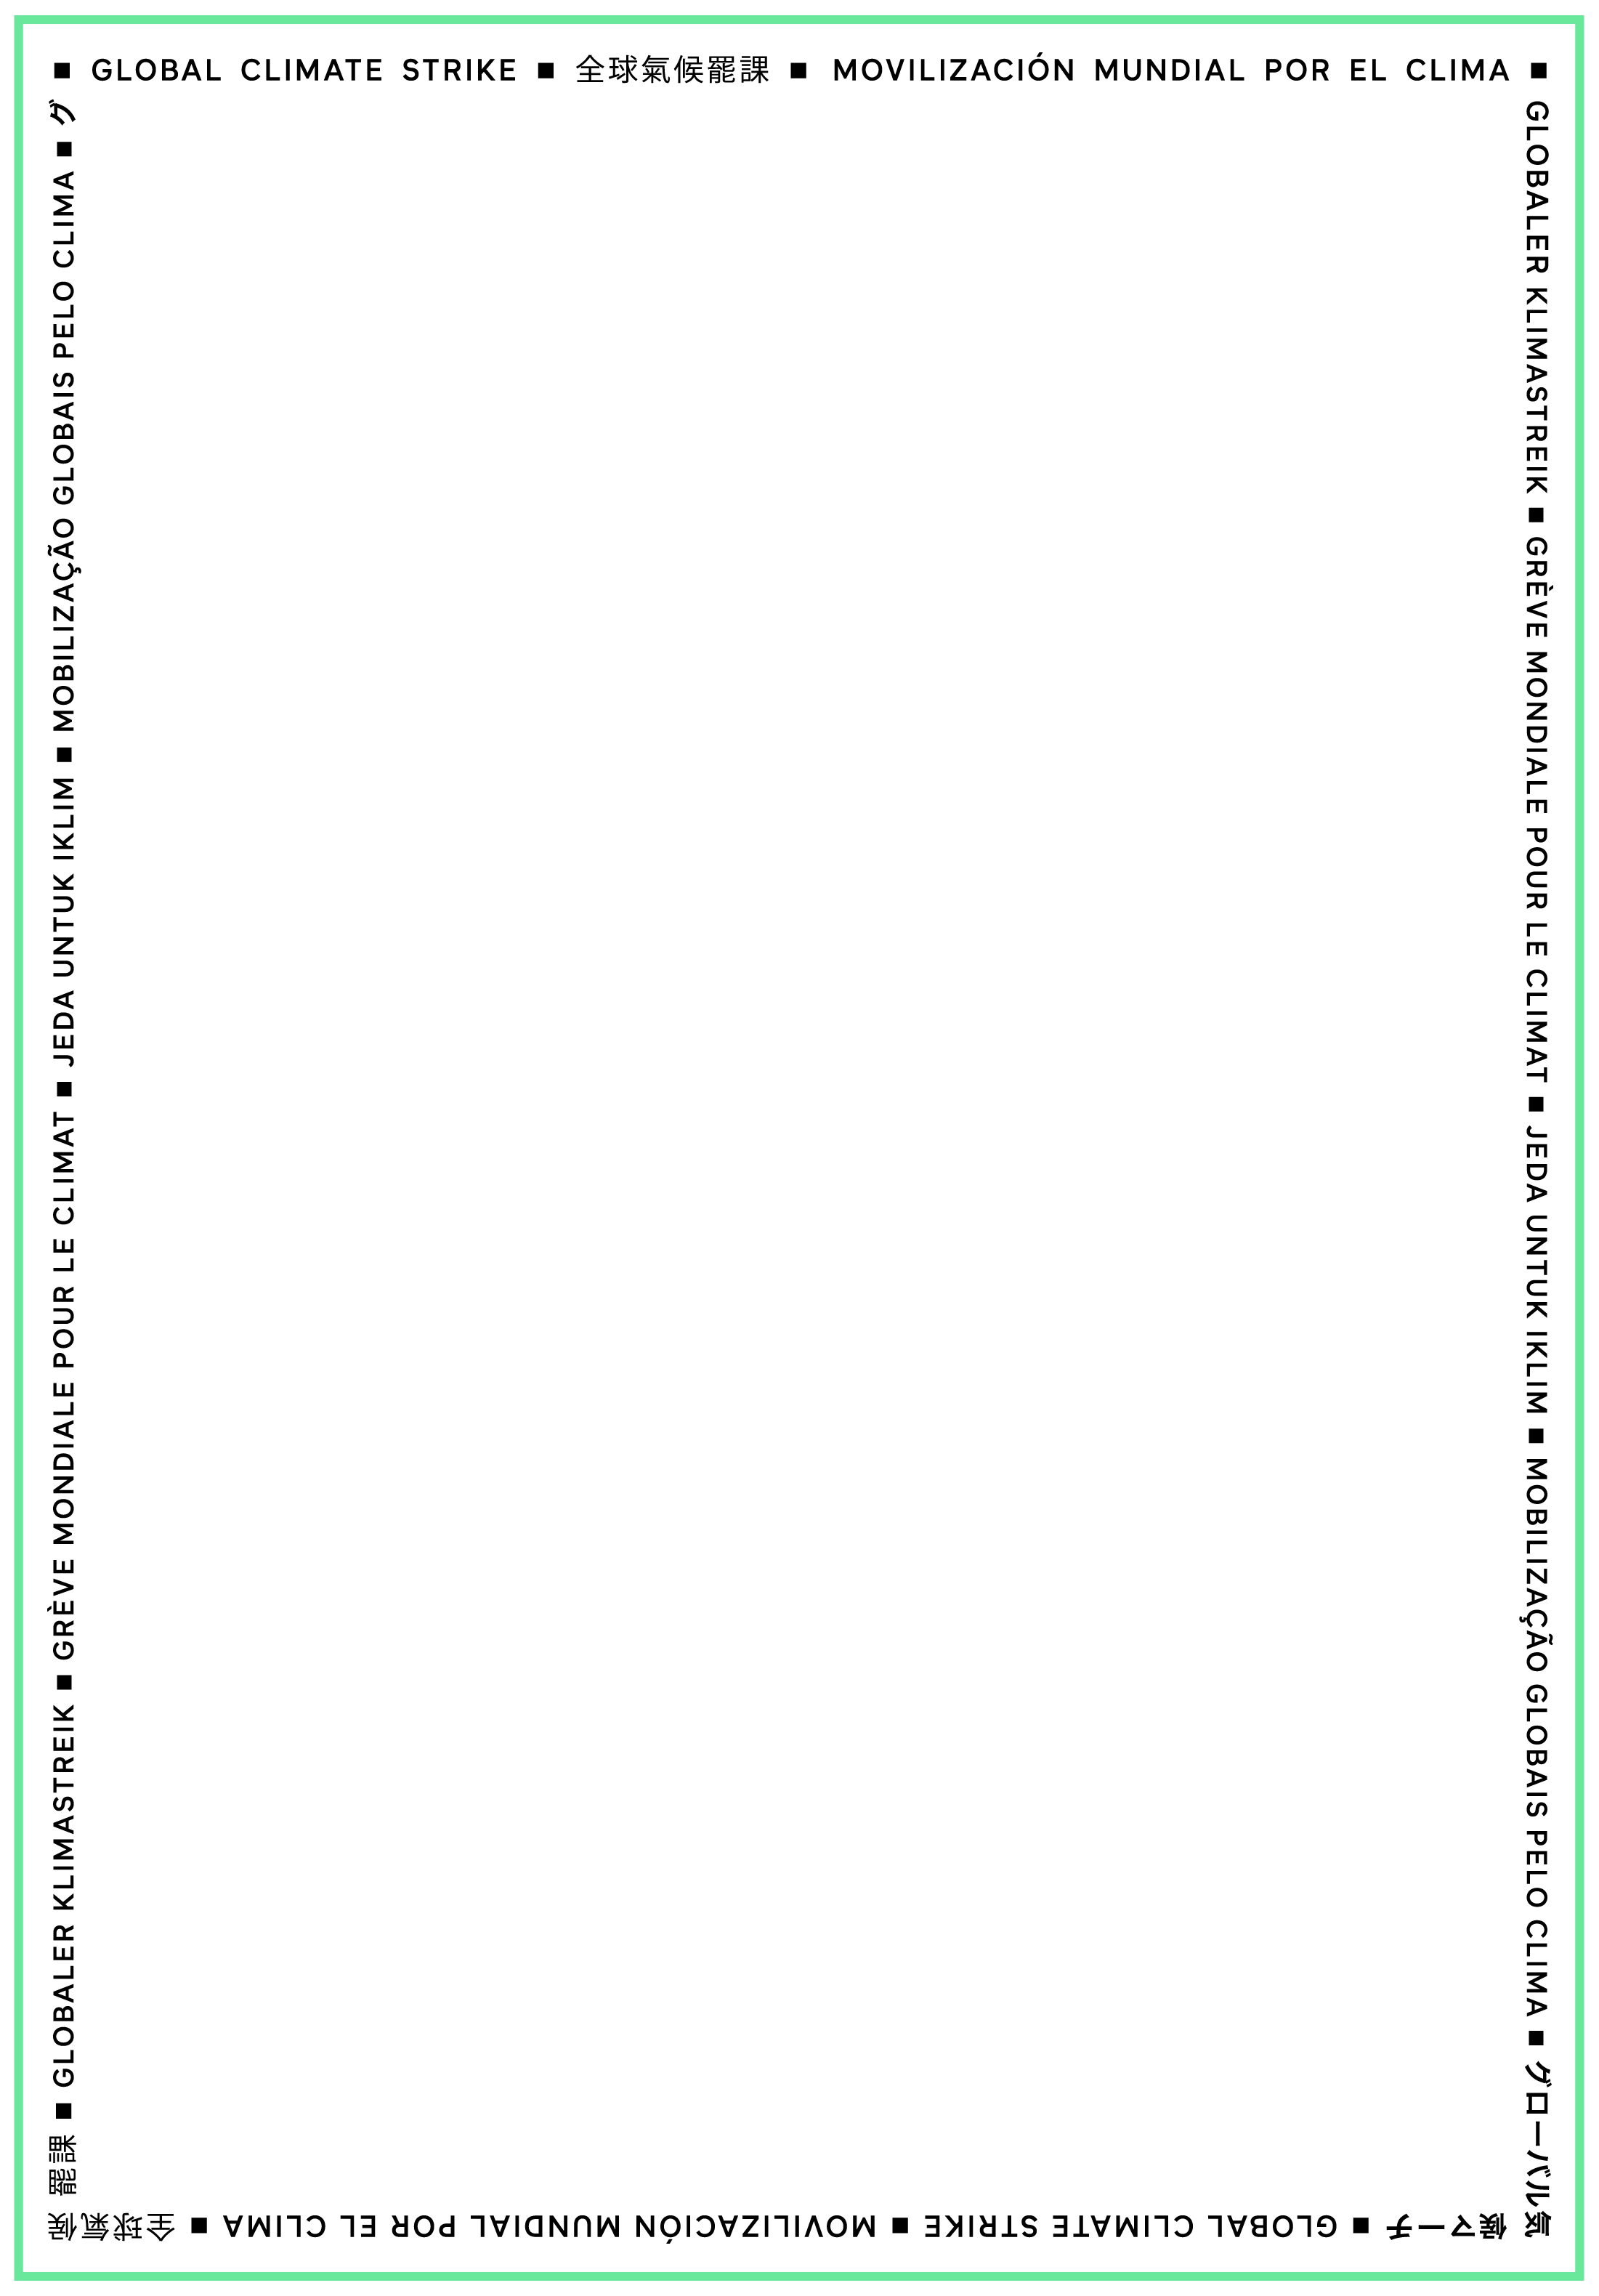 ■ GLOBAL CLIMATE STRIKE ■ 全球氣候罷課 ■ MOVILIZACIÓN MUNDIAL POR EL CLIMA ■
GLOBALER KLIMASTREIK ■ GRÈVE MONDIALE POUR LE CLIMAT ■ JEDA UNTUK IKLIM ■ MOBILIZAÇÃO GLOBAIS PELO CLIMA ■ グローバル気
候マーチ ■ GLOBAL CLIMATE STRIKE ■ MOVILIZACIÓN MUNDIAL POR EL CLIMA ■ 全球氣候
罷課 ■ GLOBALER KLIMASTREIK ■ GRÈVE MONDIALE POUR LE CLIMAT ■ JEDA UNTUK IKLIM ■ MOBILIZAÇÃO GLOBAIS PELO CLIMA ■ グ